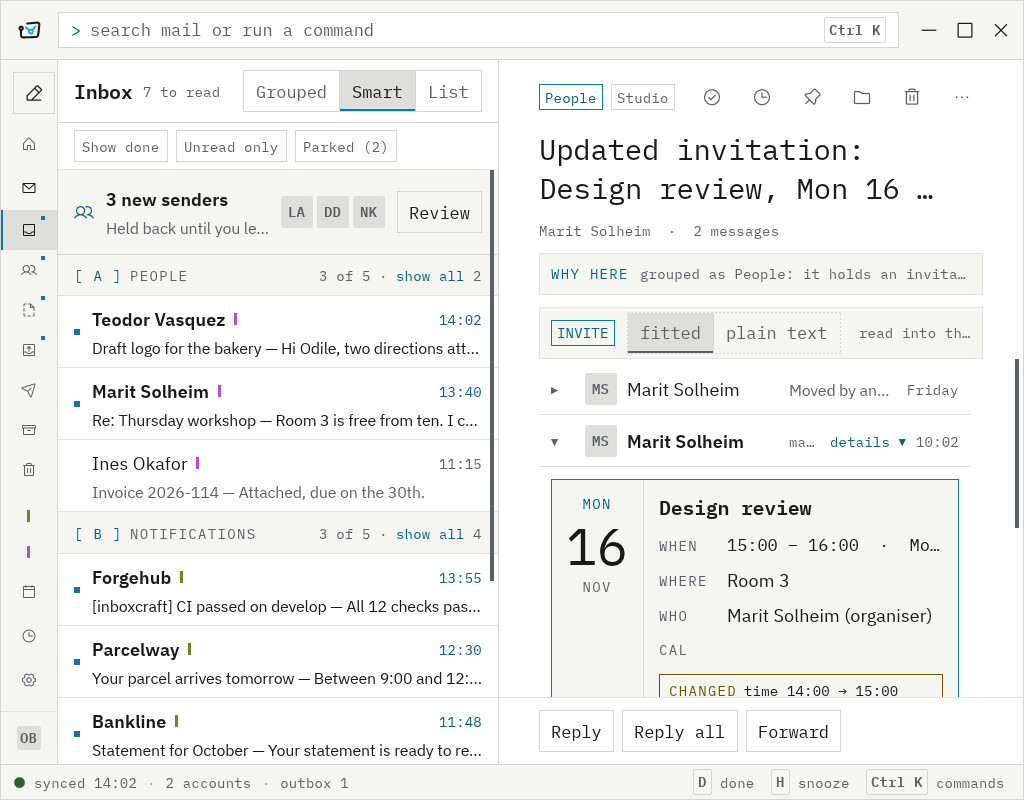 > search mail or run a command Ctrl K
Inbox 7 to read Grouped Smart List
Show done Unread only Parked (2)
3 new senders
Held back until you le… LA DD NK Review
[ A ] PEOPLE 3 of 5 · show all 2
Teodor Vasquez 14:02
Draft logo for the bakery — Hi Odile, two directions att…
Marit Solheim 13:40
Re: Thursday workshop — Room 3 is free from ten. I c…
Ines Okafor 11:15
Invoice 2026-114 — Attached, due on the 30th.
[ B ] NOTIFICATIONS 3 of 5 · show all 4
Forgehub 13:55
[inboxcraft] CI passed on develop — All 12 checks pas…
Parcelway 12:30
Your parcel arrives tomorrow — Between 9:00 and 12:…
Bankline 11:48
Statement for October — Your statement is ready to re…
OB
People Studio
Updated invitation:
Design review, Mon 16 …
Marit Solheim · 2 messages
WHY HERE grouped as People: it holds an invita…
INVITE fitted plain text read into th…
MS Marit Solheim Moved by an… Friday
MS Marit Solheim ma… details ▾ 10:02
MON
16
NOV
Design review
WHEN 15:00 – 16:00 · Mo…
WHERE Room 3
WHO Marit Solheim (organiser)
CAL
CHANGED time 14:00 → 15:00
Reply Reply all Forward
synced 14:02 · 2 accounts · outbox 1
D done H snooze Ctrl K commands